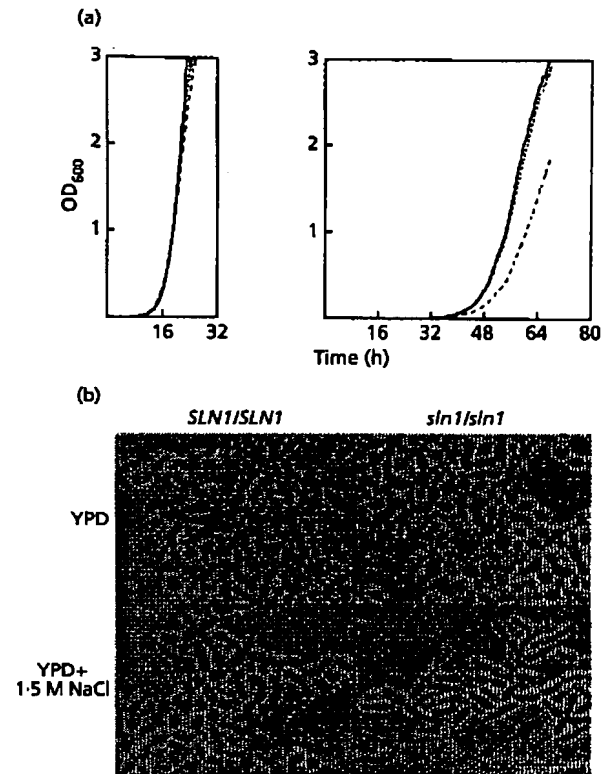 (a)
3
2
1
OD600
16
32
3
2
1
16
32
48
64
80
Time (h)
(b)
SLN1/SLN1
sln1/sln1
YPD
YPD+
1·5 M NaCl